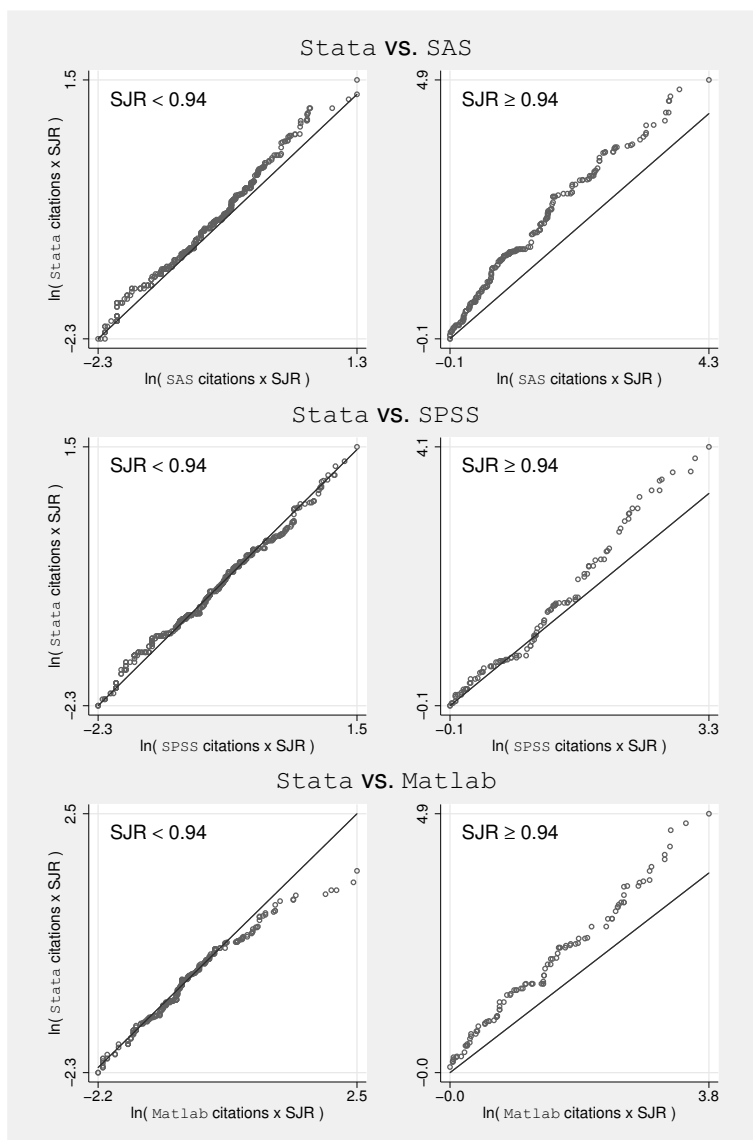 Stata vs. SAS
SJR < 0.94
SJR ≥ 0.94
ln( Stata citations x SJR )
1.5
−2.3
−2.3
1.3
ln( SAS citations x SJR )
4.9
−0.1
−0.1
4.3
ln( SAS citations x SJR )
Stata vs. SPSS
SJR < 0.94
SJR ≥ 0.94
ln( Stata citations x SJR )
1.5
−2.3
−2.3
1.5
ln( SPSS citations x SJR )
4.1
−0.1
−0.1
3.3
ln( SPSS citations x SJR )
Stata vs. Matlab
SJR < 0.94
SJR ≥ 0.94
ln( Stata citations x SJR )
2.5
−2.3
−2.2
2.5
ln( Matlab citations x SJR )
4.9
−0.0
−0.0
3.8
ln( Matlab citations x SJR )